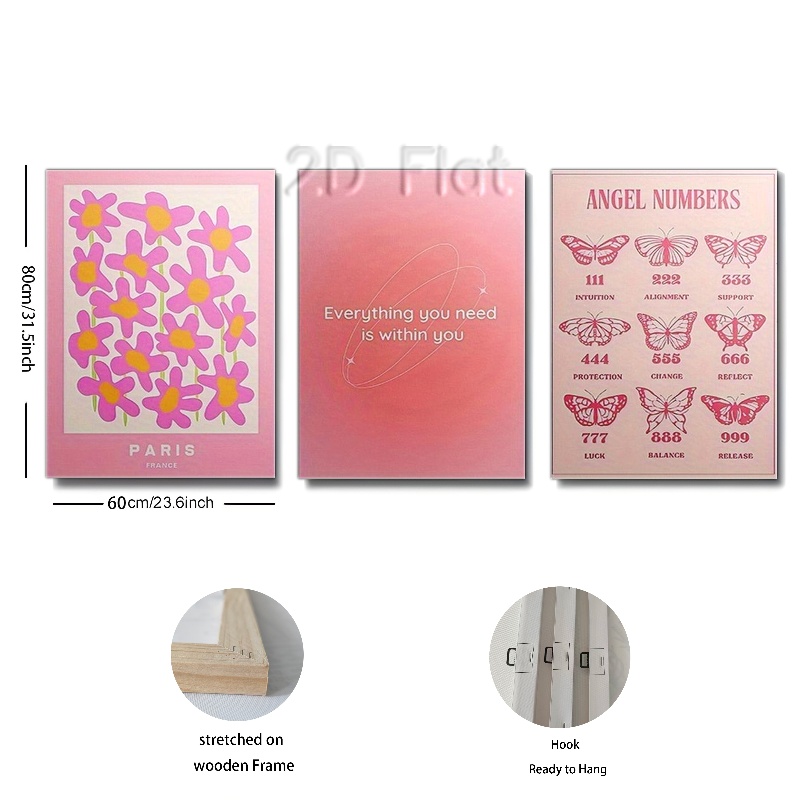 2D Flat
80cm/31.5inch
PARIS
FRANCE
60cm/23.6inch
Everything you need
is within you
ANGEL NUMBERS
111 222 333
INTUITION ALIGNMENT SUPPORT
444 555 666
PROTECTION CHANGE REFLECT
777 888 999
LUCK BALANCE RELEASE
stretched on
wooden Frame
Hook
Ready to Hang